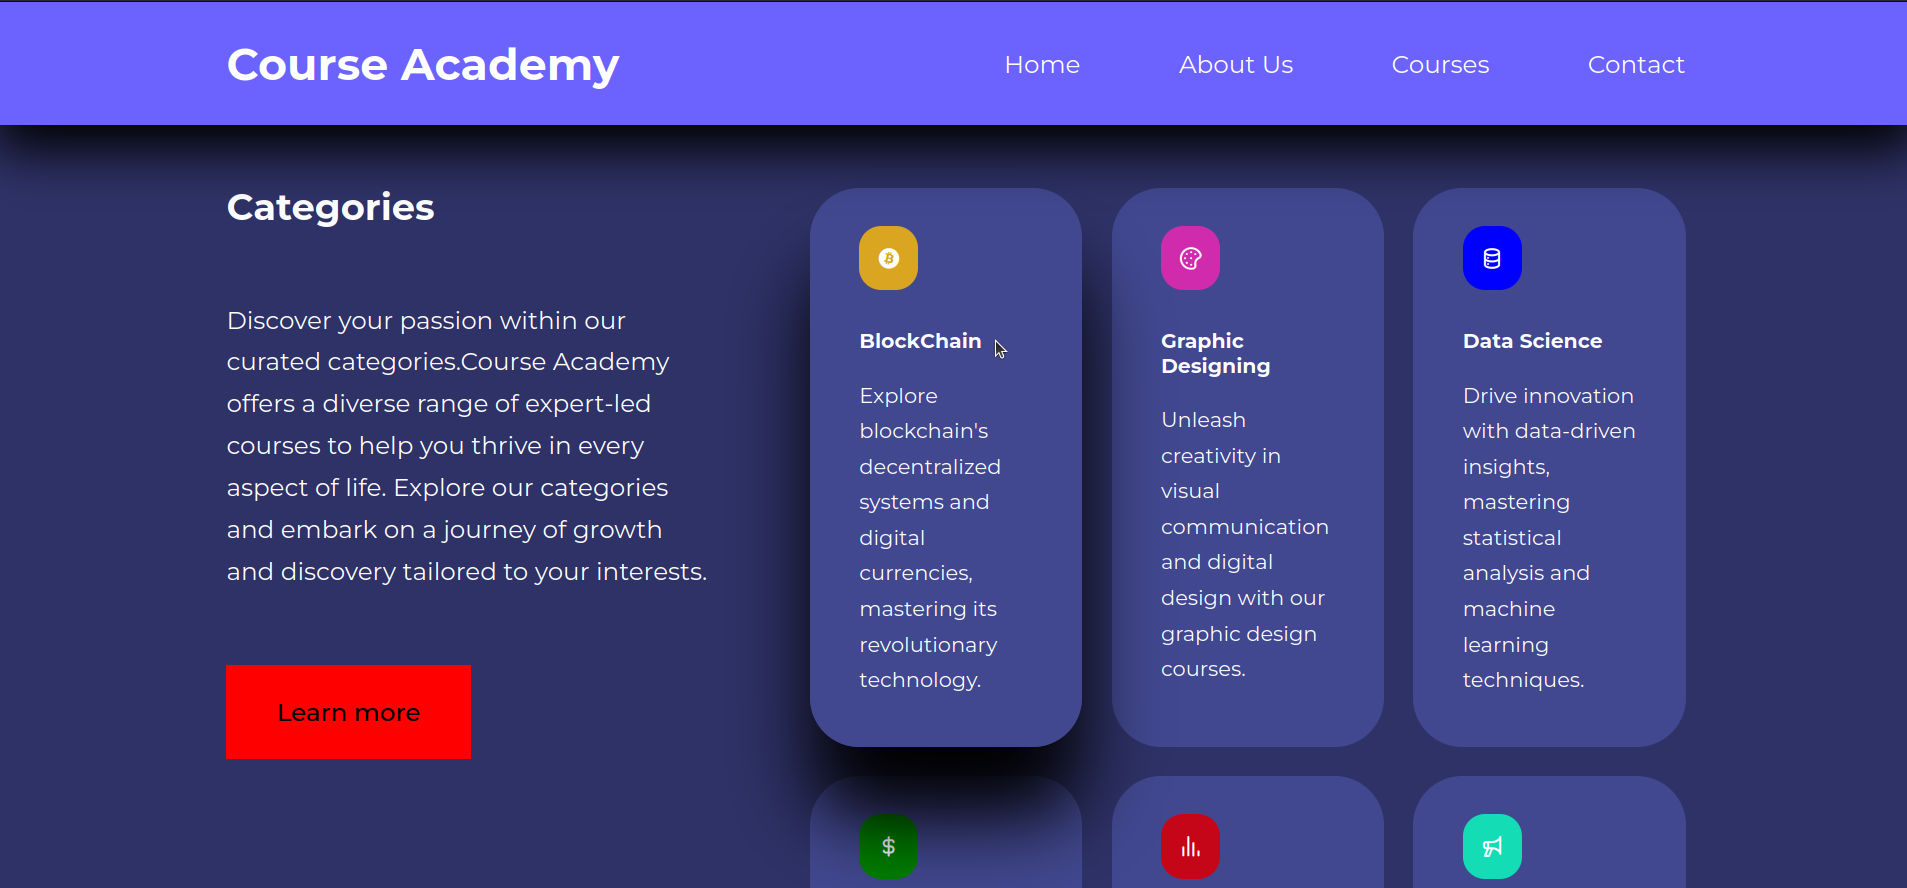 Course Academy
Home
About Us
Courses
Contact
Categories
Discover your passion within our
curated categories.Course Academy
offers a diverse range of expert-led
courses to help you thrive in every
aspect of life. Explore our categories
and embark on a journey of growth
and discovery tailored to your interests.
Learn more
BlockChain
Explore
blockchain's
decentralized
systems and
digital
currencies,
mastering its
revolutionary
technology.
Graphic
Designing
Unleash
creativity in
visual
communication
and digital
design with our
graphic design
courses.
Data Science
Drive innovation
with data-driven
insights,
mastering
statistical
analysis and
machine
learning
techniques.